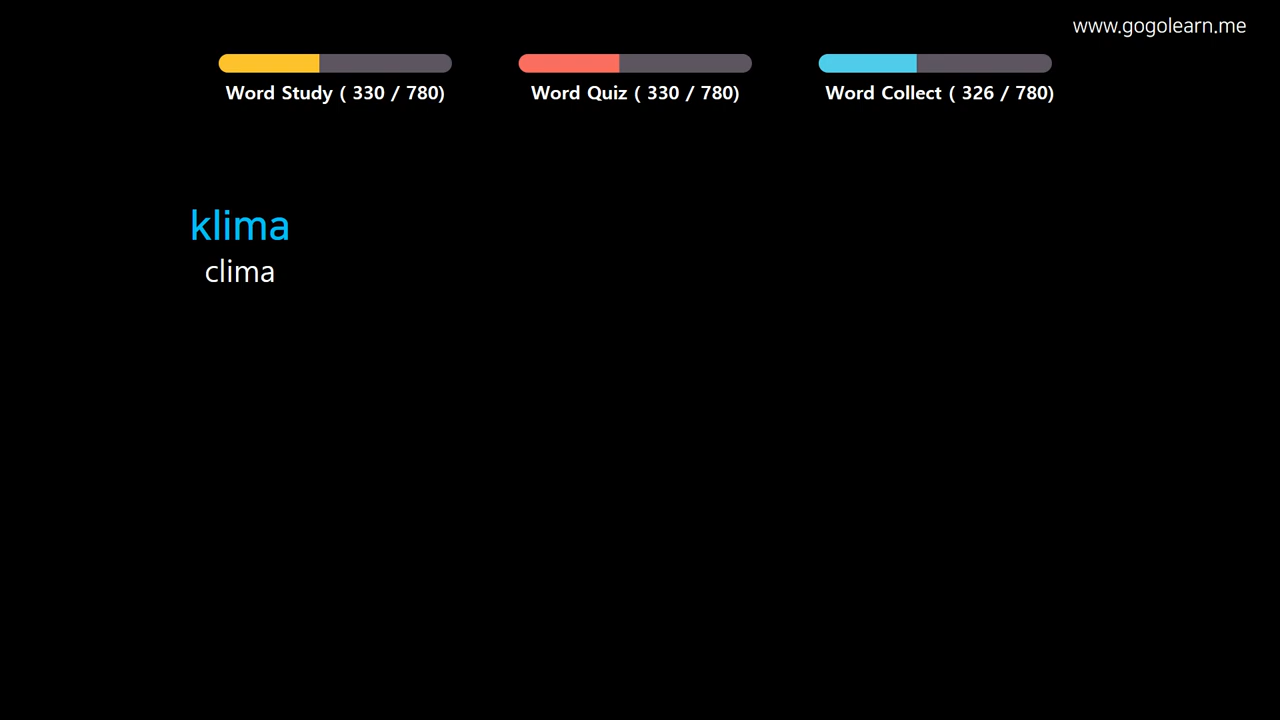 www.gogolearn.me
Word Study ( 330 / 780)
Word Quiz ( 330 / 780)
Word Collect ( 326 / 780)
klima
clima